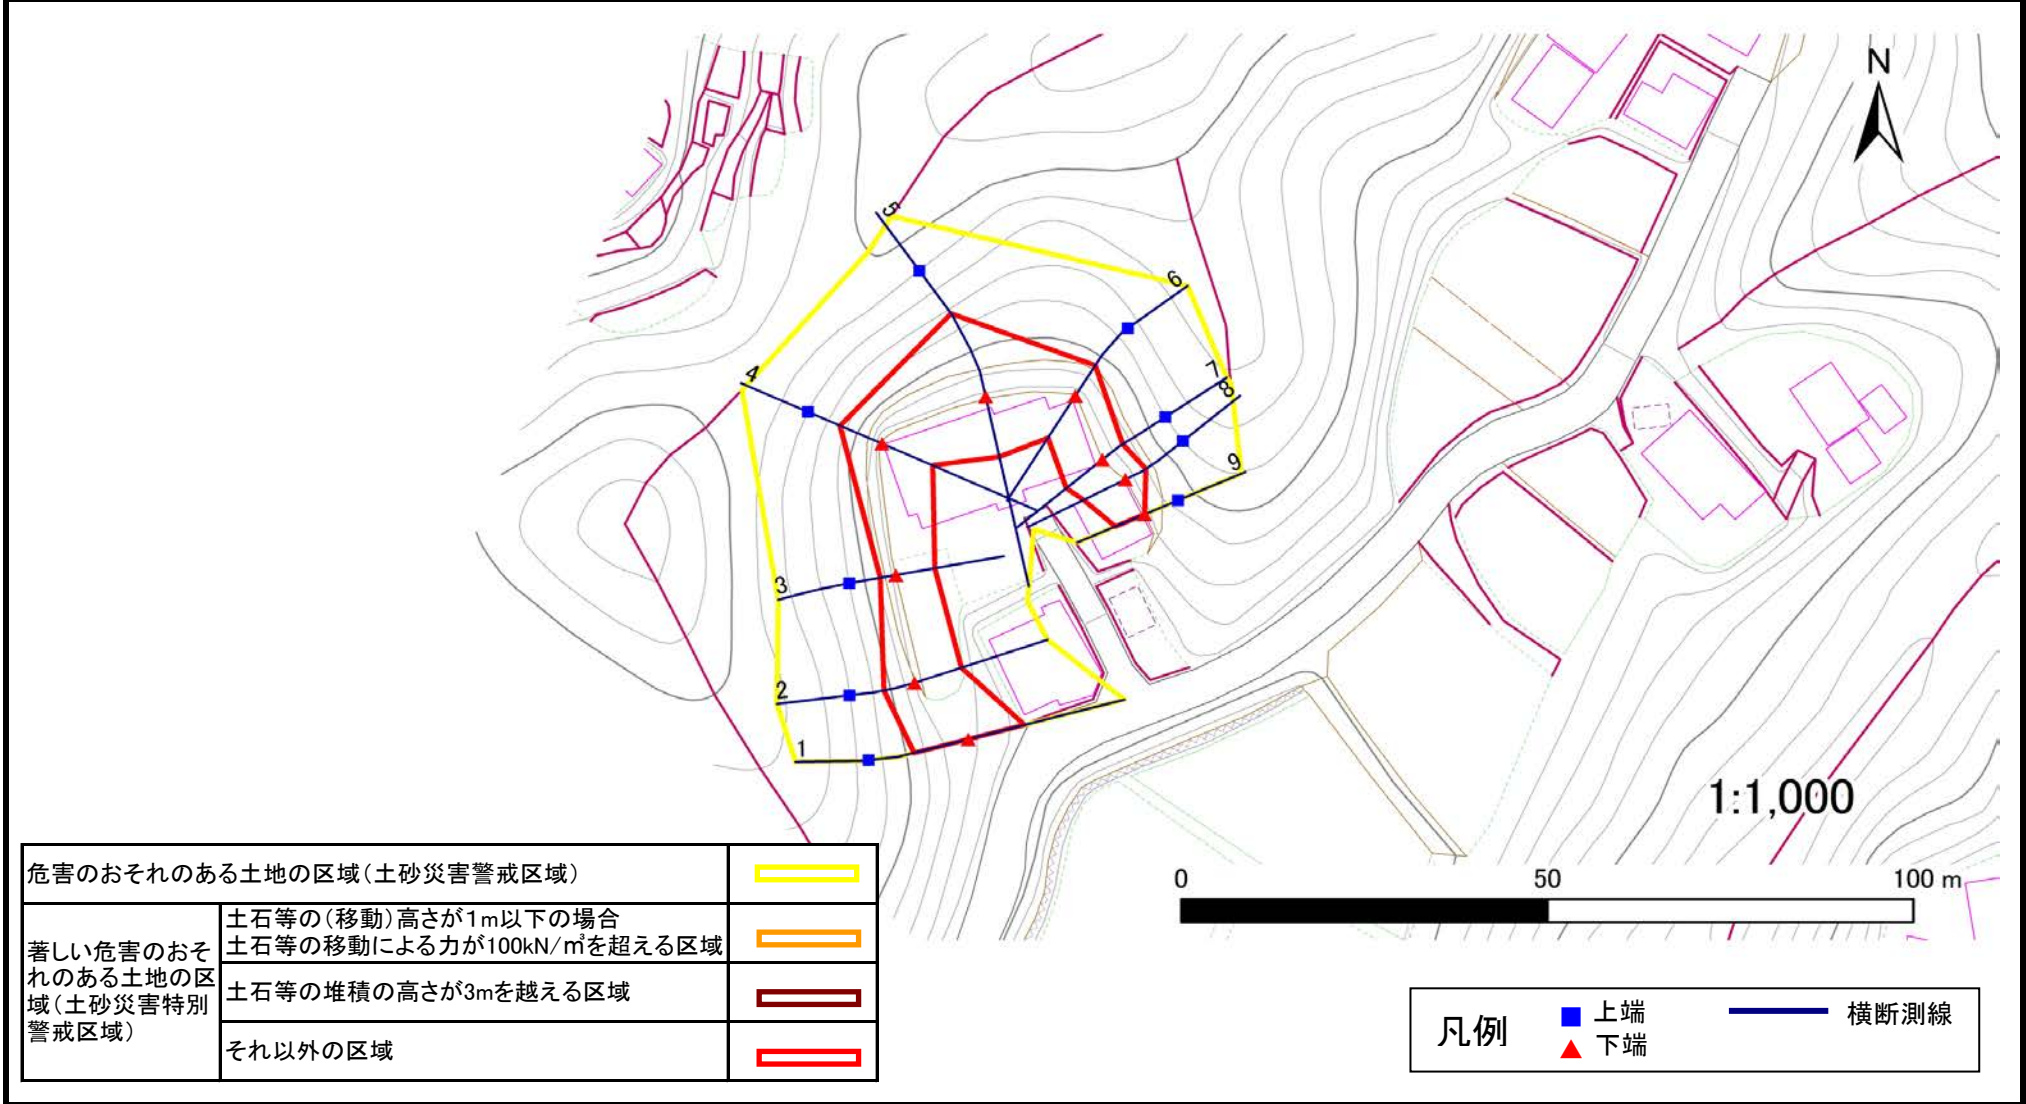 N
5
6
4
7
8
9
3
2
1
1:1,000
0 50 100 m
危害のおそれのある土地の区域(土砂災害警戒区域)
著しい危害のおそ
れのある土地の区
域(土砂災害特別
警戒区域)
土石等の(移動)高さが1m以下の場合
土石等の移動による力が100kN/㎡を超える区域
土石等の堆積の高さが3mを越える区域
それ以外の区域
凡例
上端
下端
横断測線